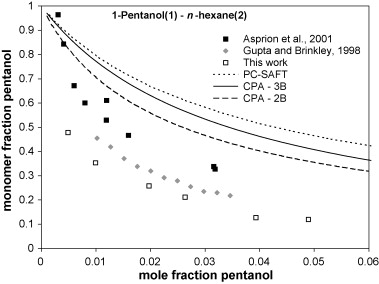 1-Pentanol(1) - n-hexane(2)
Asprion et al., 2001
Gupta and Brinkley, 1998
This work
PC-SAFT
CPA - 3B
CPA - 2B
monomer fraction pentanol
1
0.9
0.8
0.7
0.6
0.5
0.4
0.3
0.2
0.1
0
0 0.01 0.02 0.03 0.04 0.05 0.06
mole fraction pentanol